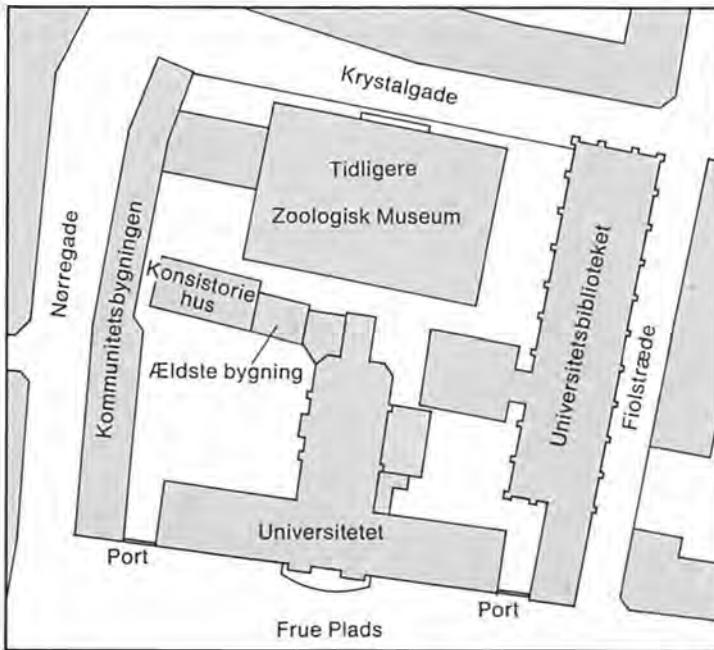 Krystalgade
Tidligere
Zoologisk Museum
Nørregade
Kommunitetsbygningen
Konsistorie
hus
Ældste bygning
Universitetsbiblioteket
Fiolstræde
Universitetet
Port
Port
Frue Plads